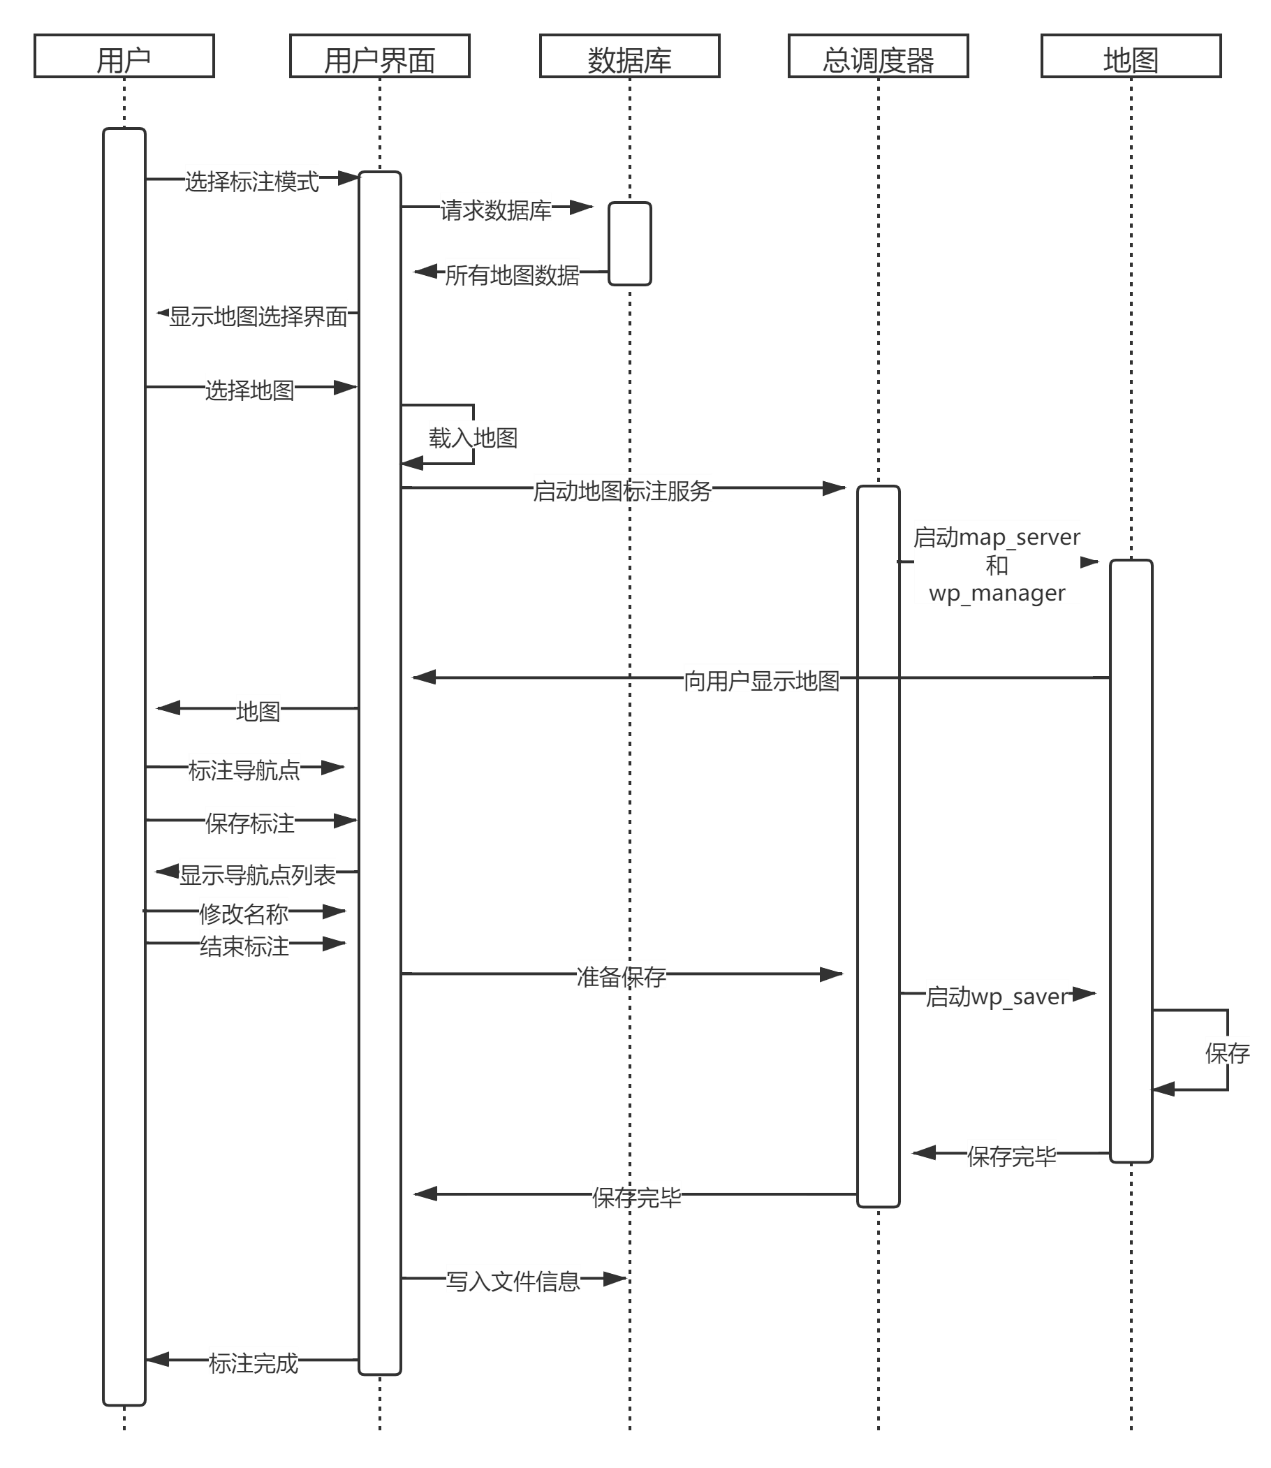 用户
用户界面
数据库
总调度器
地图
选择标注模式
请求数据库
所有地图数据
显示地图选择界面
选择地图
载入地图
启动地图标注服务
启动map_server
和
wp_manager
向用户显示地图
地图
标注导航点
保存标注
显示导航点列表
修改名称
结束标注
准备保存
启动wp_saver
保存
保存完毕
保存完毕
写入文件信息
标注完成